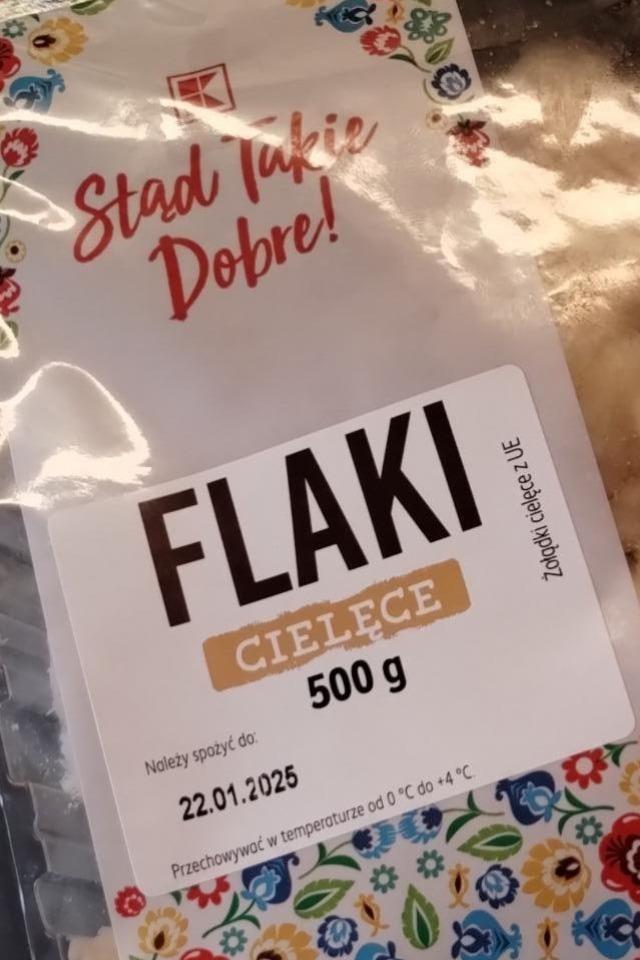 Stąd Takie
Dobre!
FLAKI
CIELĘCE
500 g
Żołądki cielęce z UE
Należy spożyć do:
22.01.2025
Przechowywać w temperaturze od 0 °C do +4 °C.